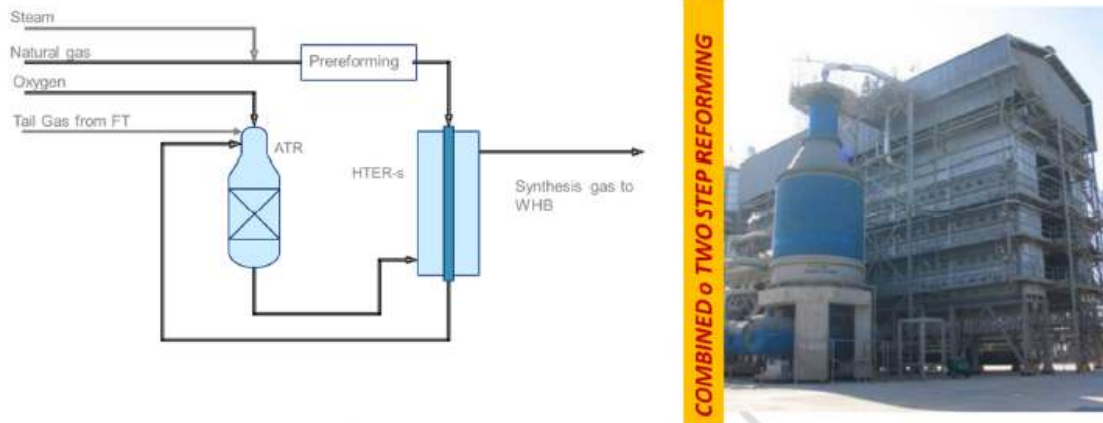 Steam
Natural gas
Prereforming
Oxygen
Tail Gas from FT
ATR
HTER-s
Synthesis gas to
WHB
COMBINED o TWO STEP REFORMING